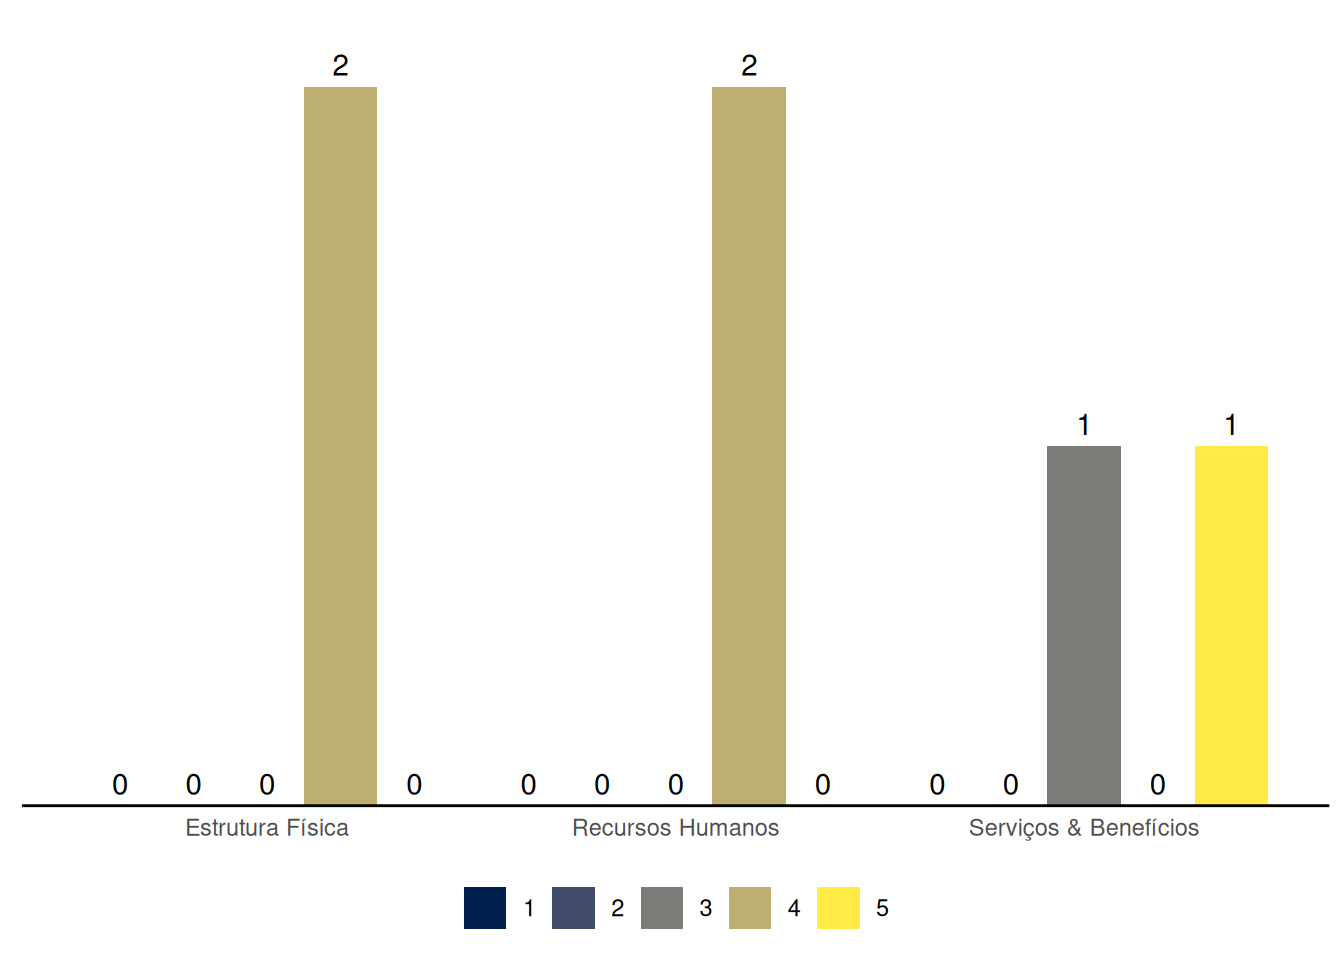 2 2
1 1
0 0 0 0 0 0 0 0 0 0 0
Estrutura Física Recursos Humanos Serviços & Benefícios
1 2 3 4 5